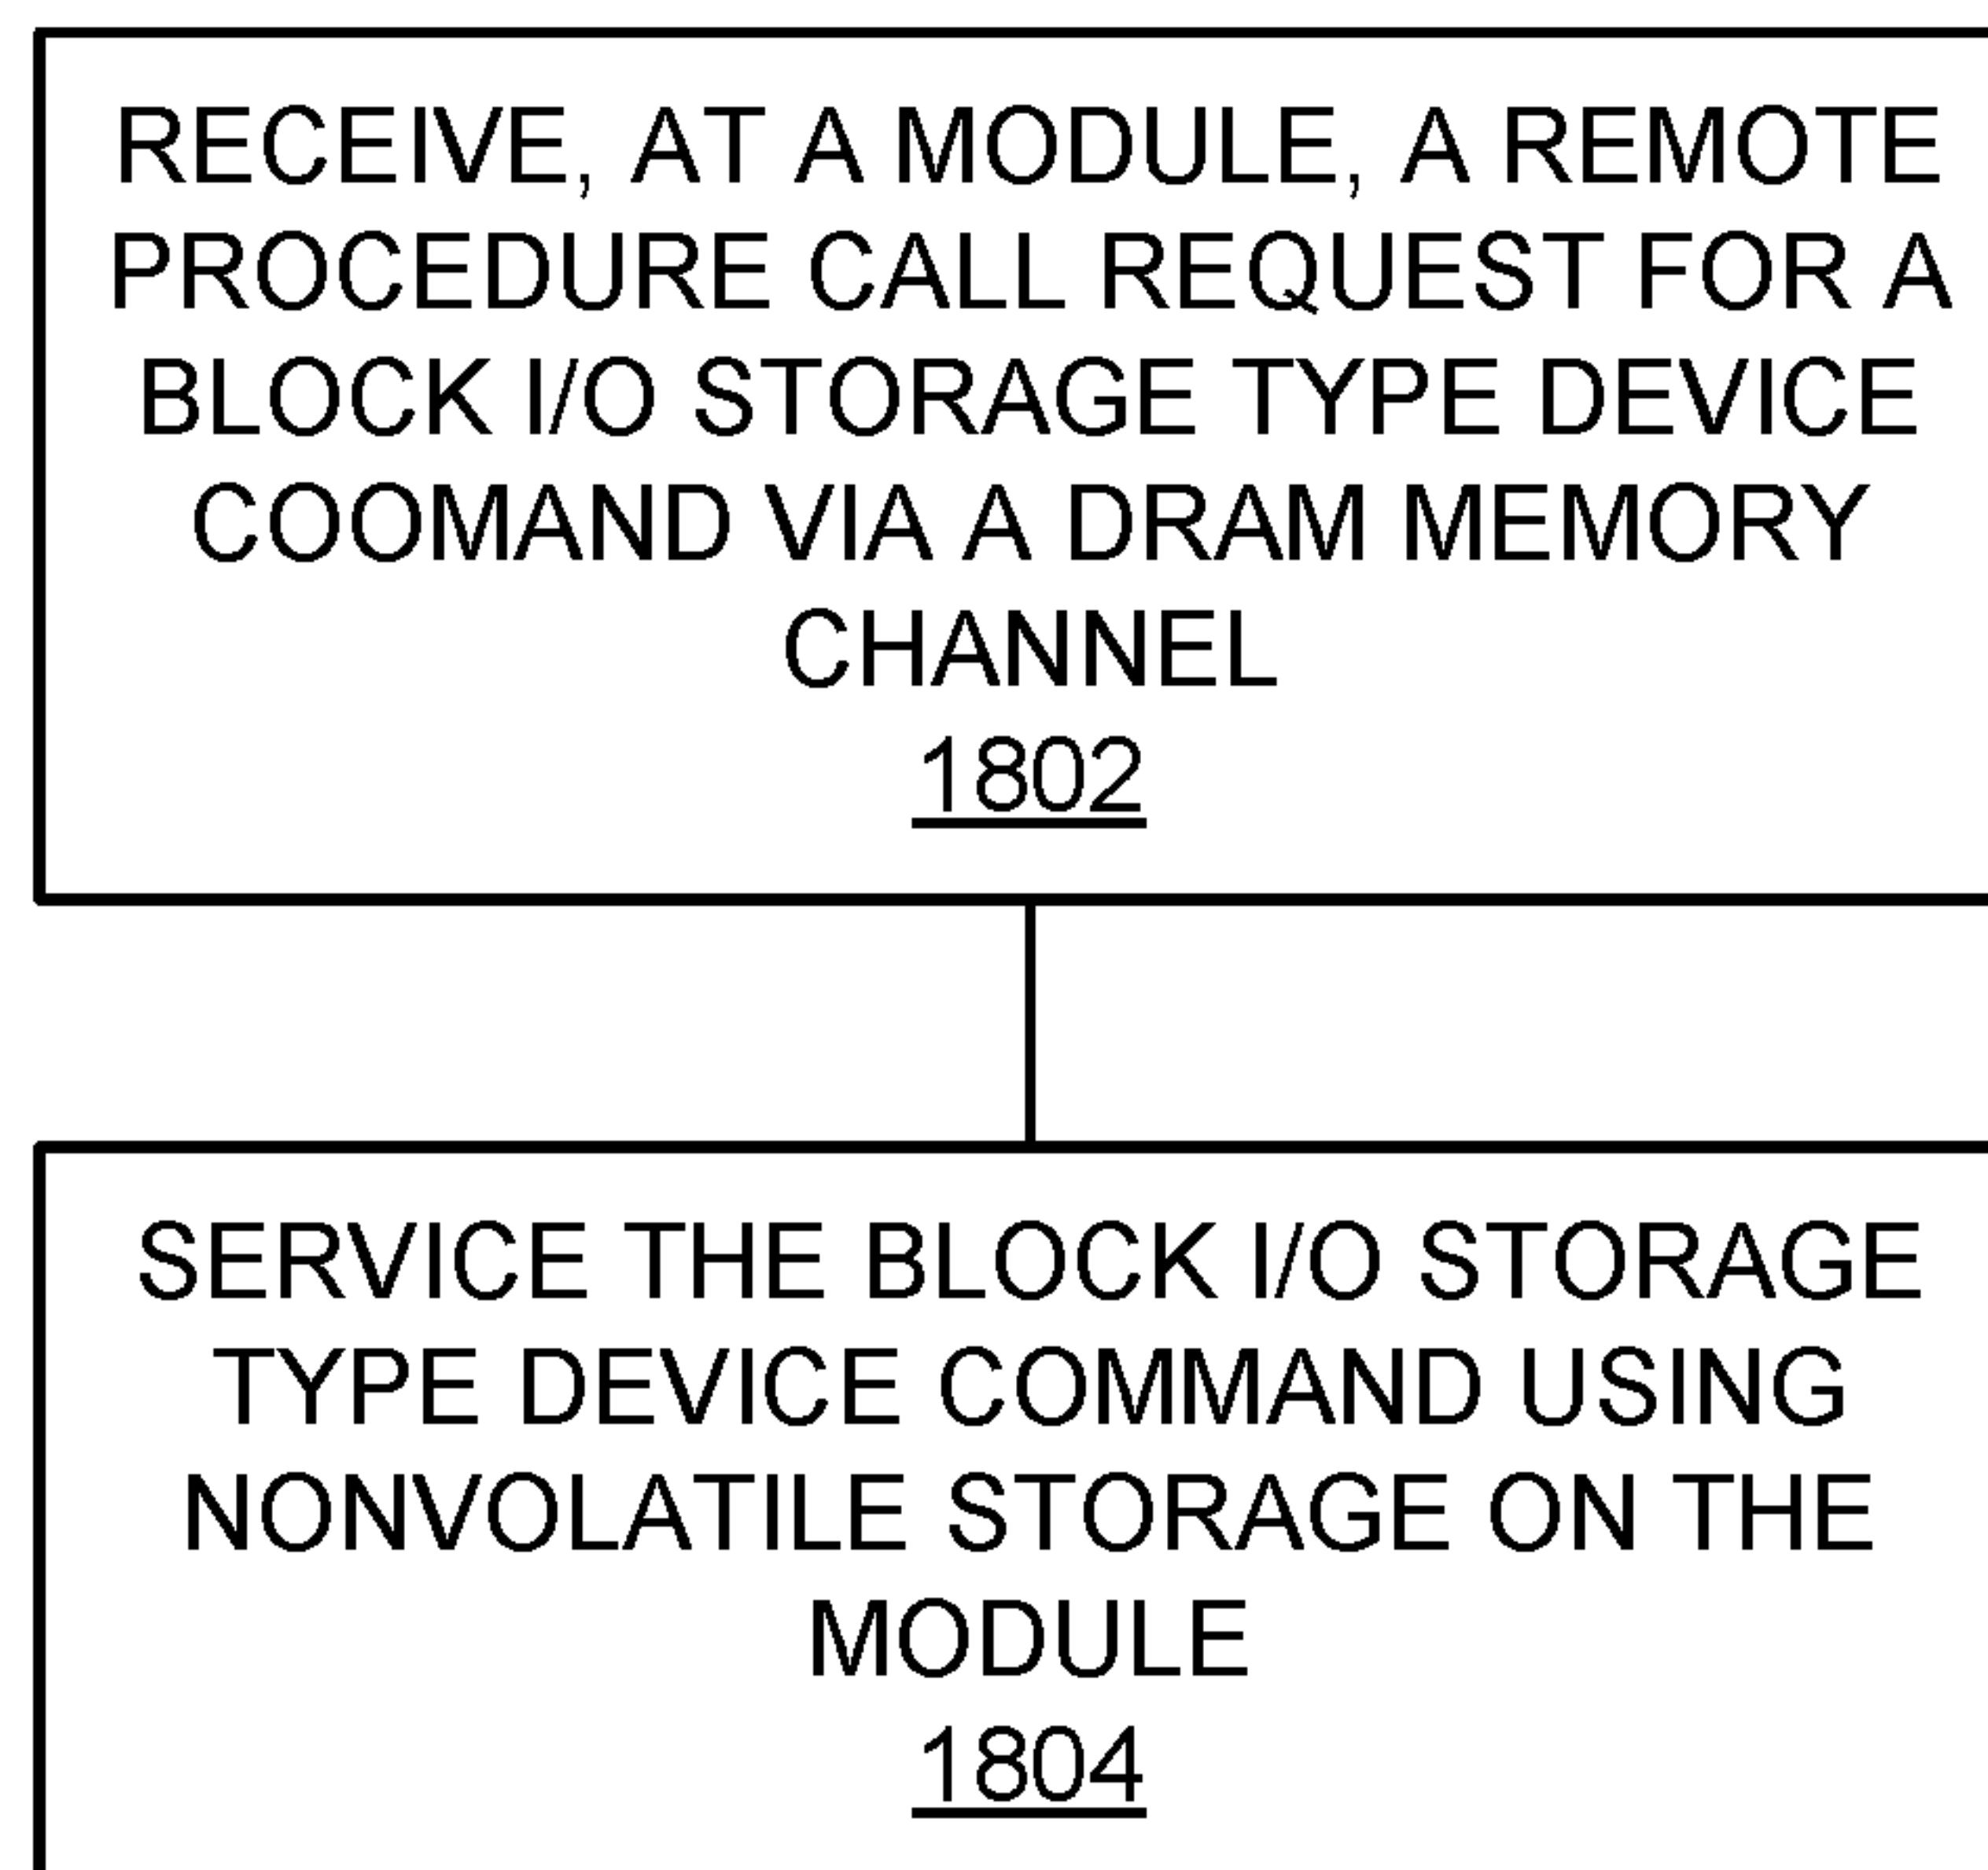 RECEIVE, AT A MODULE, A REMOTE
PROCEDURE CALL REQUEST FOR A
BLOCK I/O STORAGE TYPE DEVICE
COOMAND VIA A DRAM MEMORY
CHANNEL
1802
SERVICE THE BLOCK I/O STORAGE
TYPE DEVICE COMMAND USING
NONVOLATILE STORAGE ON THE
MODULE
1804